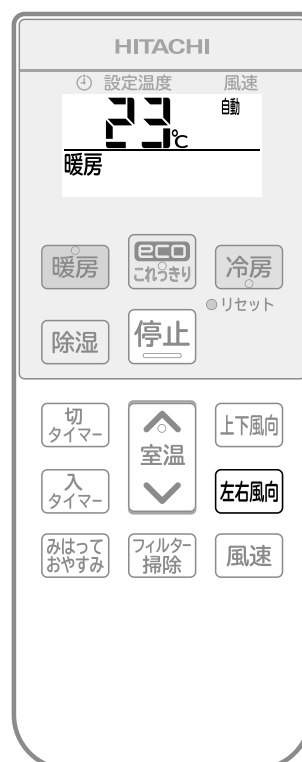 HITACHI
設定温度 風速
23℃ 自動
暖房
暖房 eco これっきり 冷房
リセット
除湿 停止
切タイマー 室温 上下風向
入タイマー 左右風向
みはっておやすみ フィルター掃除 風速